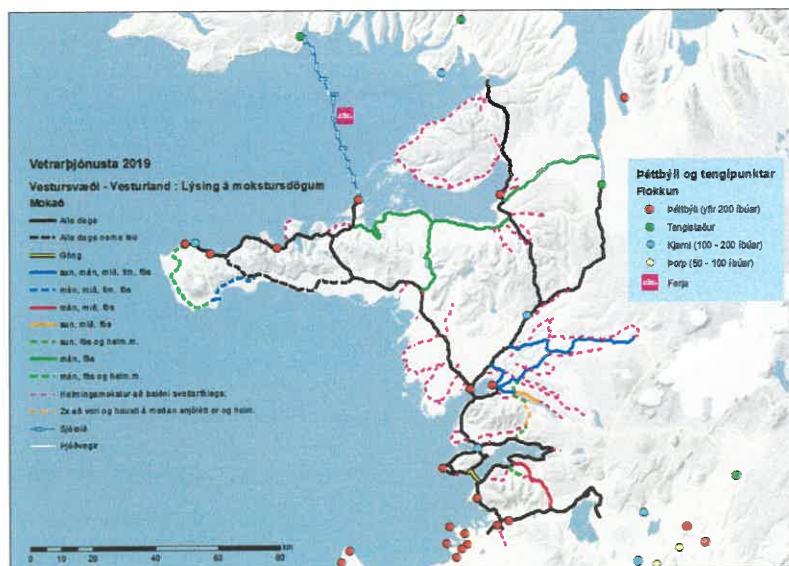 Vetrarþjónusta 2019
Vestursvæði - Vesturland : Lýsing á mokstursdögum
Mokað
Alla daga
Alla daga nema lau
Göng
sun, mán, mið, fim, fös
mán, mið, fim, fös
mán, mið, fös
sun, mið, fös
sun, fös og helm.m.
mán, fös
mán, fös og helm.m.
Helmingamokstur að beiðni sveitarfélags.
2x að vori og hausti á meðan snjólétt er og helm.
Sjóleið
Þjóðvegir
0 10 20 40 60 80 km
Þéttbýli og tengipunktar
Flokkun
Þéttbýli (yfir 200 íbúar)
Tengistaður
Kjarni (100 - 200 íbúar)
Þorp (50 - 100 íbúar)
Ferja